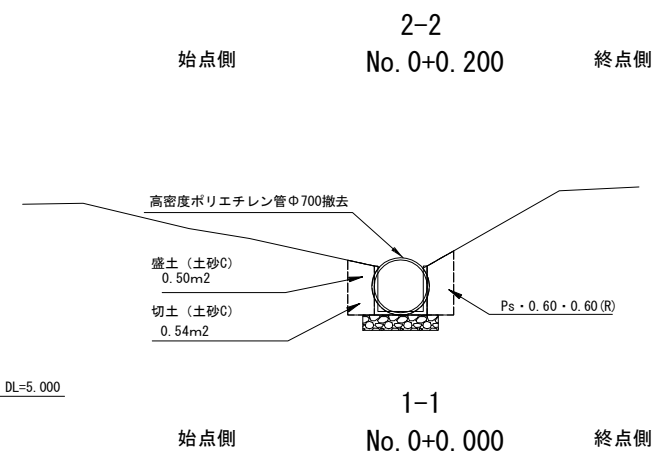 2-2
始点側
No.0+0.200
終点側
高密度ポリエチレン管Φ700撤去
盛土（土砂C）
0.50m2
切土（土砂C）
0.54m2
Ps・0.60・0.60(R)
DL=5.000
1-1
始点側
No.0+0.000
終点側